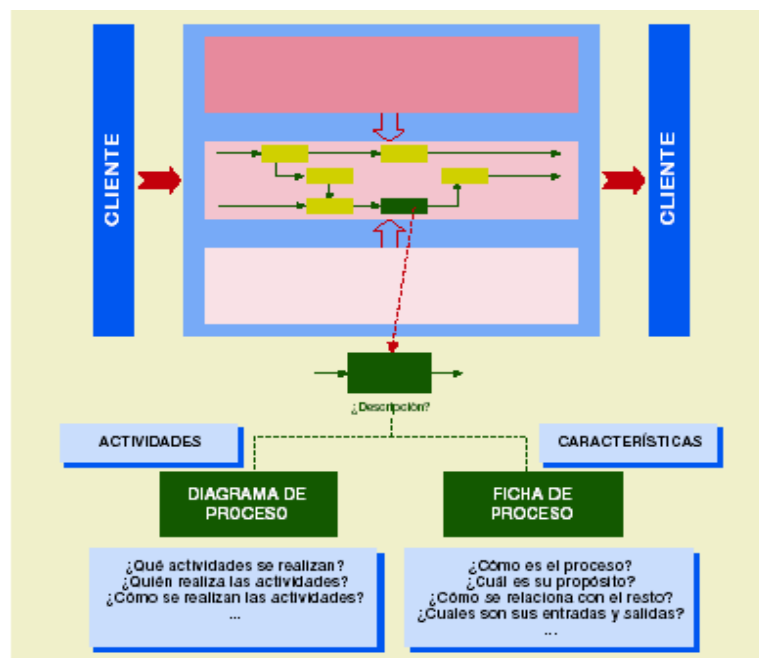 CLIENTE
CLIENTE
¿Descripción?
ACTIVIDADES
CARACTERÍSTICAS
DIAGRAMA DE
PROCESO
FICHA DE
PROCESO
¿Qué actividades se realizan?
¿Quién realiza las actividades?
¿Cómo se realizan las actividades?
...
¿Cómo es el proceso?
¿Cuál es su propósito?
¿Cómo se relaciona con el resto?
¿Cuales son sus entradas y salidas?
...